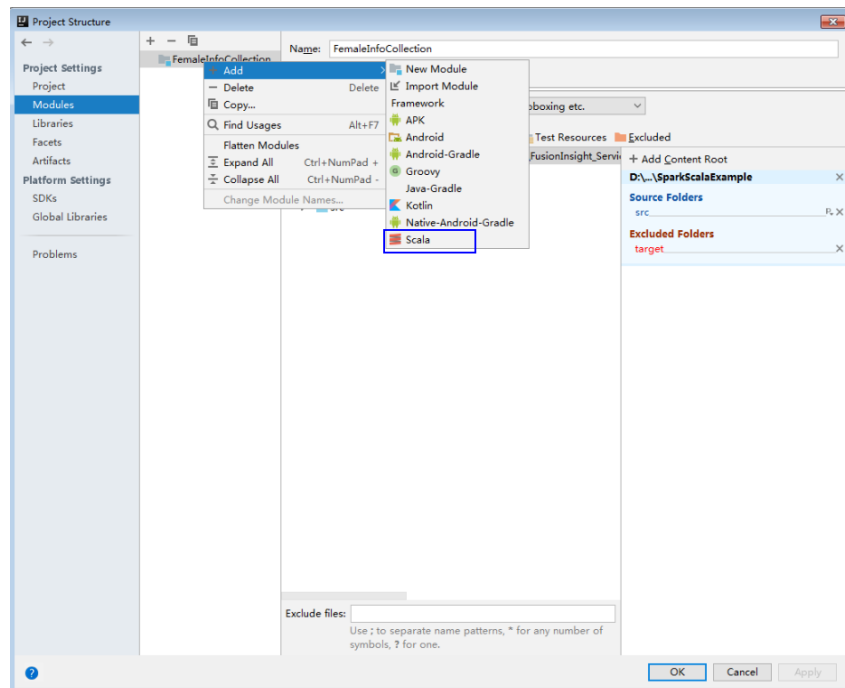 Project Structure
Name: FemaleInfoCollection
Project Settings
Project
Modules
Libraries
Facets
Artifacts
Platform Settings
SDKs
Global Libraries
Problems
FemaleInfoCollection
Add
Delete Delete
Copy...
Find Usages Alt+F7
Flatten Modules
Expand All Ctrl+NumPad +
Collapse All Ctrl+NumPad -
Change Module Names...
New Module
Import Module
Framework
APK
Android
Android-Gradle
Groovy
Java-Gradle
Kotlin
Native-Android-Gradle
Scala
etc.
Test Resources Excluded
+ Add Content Root
D:\...\SparkScalaExample
Source Folders
src
Excluded Folders
target
Exclude files:
Use ; to separate name patterns, * for any number of
symbols, ? for one.
? OK Cancel Apply